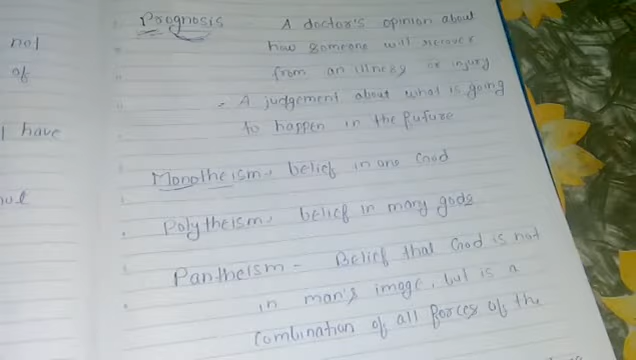 not
of
I have
Prognosis A doctor's opinion about
how someone will recover
from an illness or injury
- A judgement about what is going
to happen in the future
Monotheism, belief in one God
Polytheism, belief in many gods
Pantheism - Belief that God is not
in man's image, but is a
combination of all forces of the